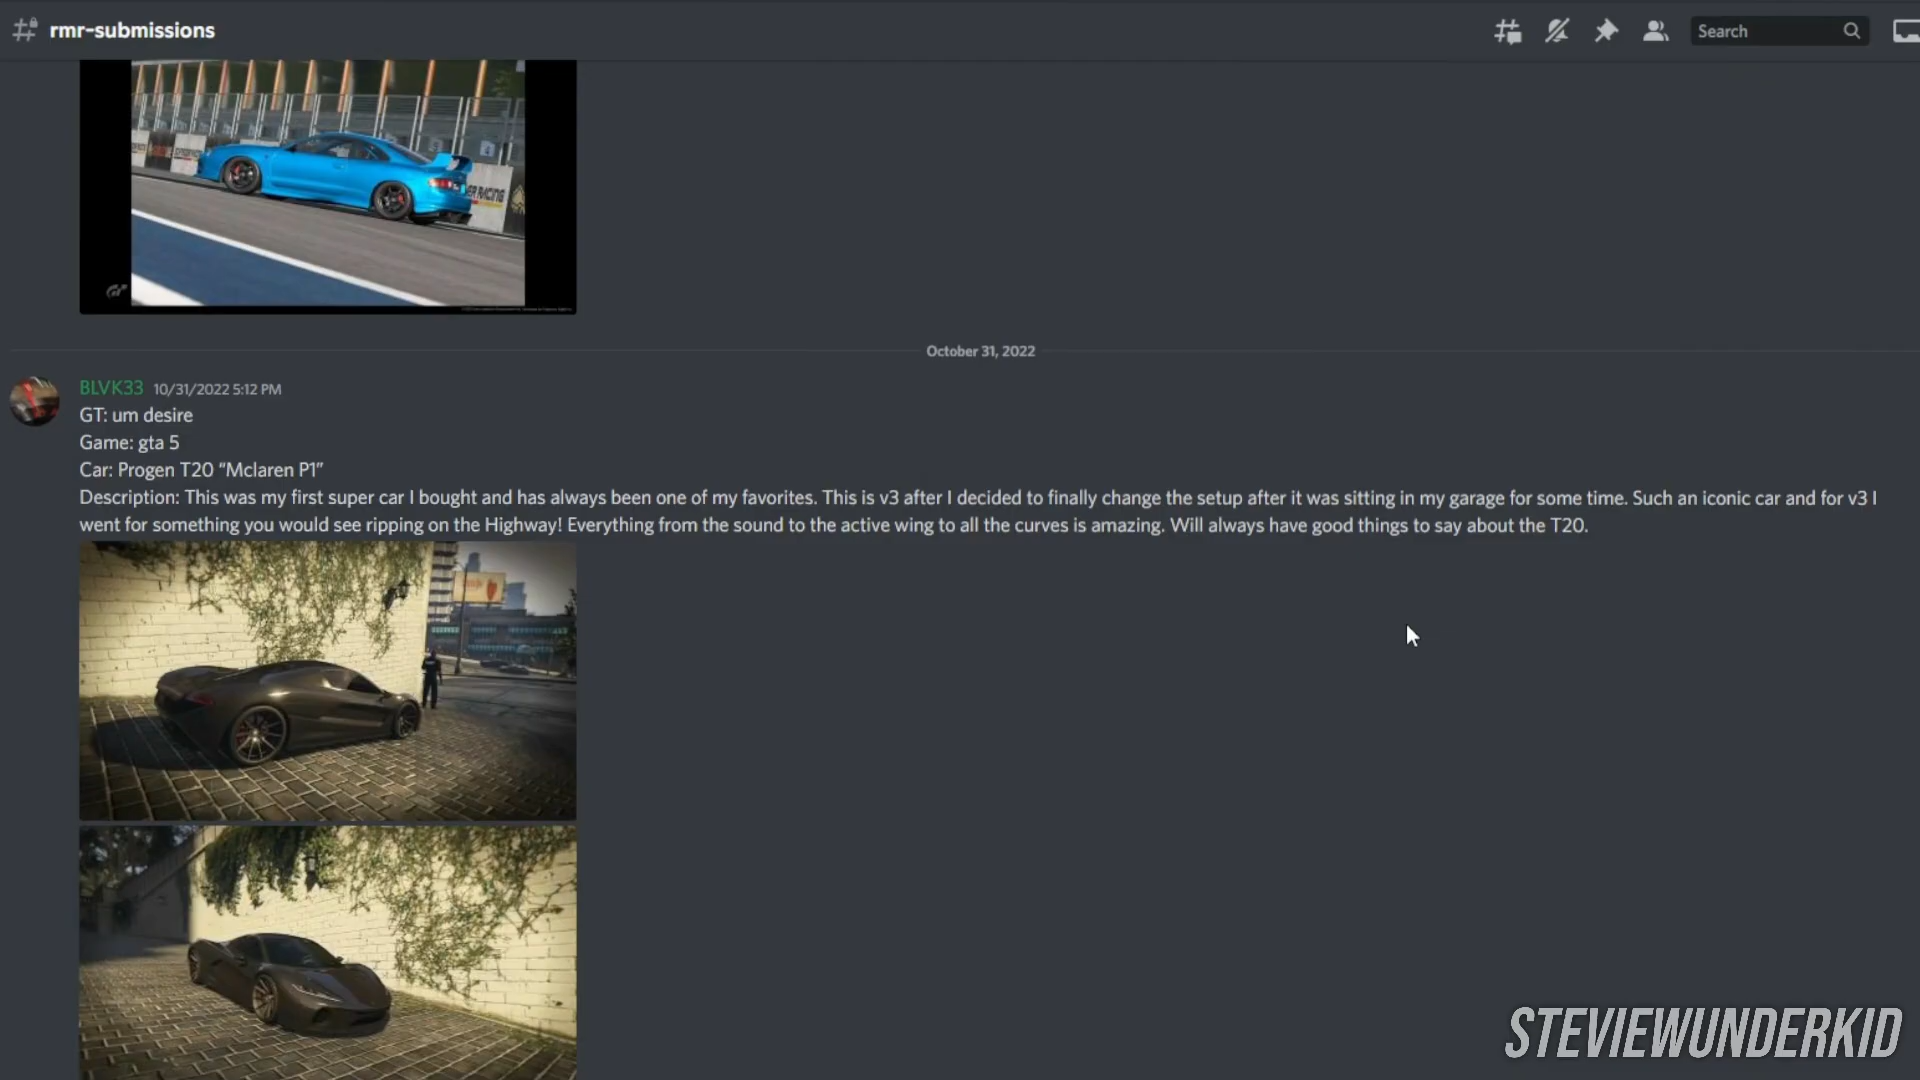 rmr-submissions
Search
ER RACING
October 31, 2022
BLVK33 10/31/2022 5:12 PM
GT: um desire
Game: gta 5
Car: Progen T20 “Mclaren P1”
Description: This was my first super car I bought and has always been one of my favorites. This is v3 after I decided to finally change the setup after it was sitting in my garage for some time. Such an iconic car and for v3 I
went for something you would see ripping on the Highway! Everything from the sound to the active wing to all the curves is amazing. Will always have good things to say about the T20.
STEVIEWUNDERKID